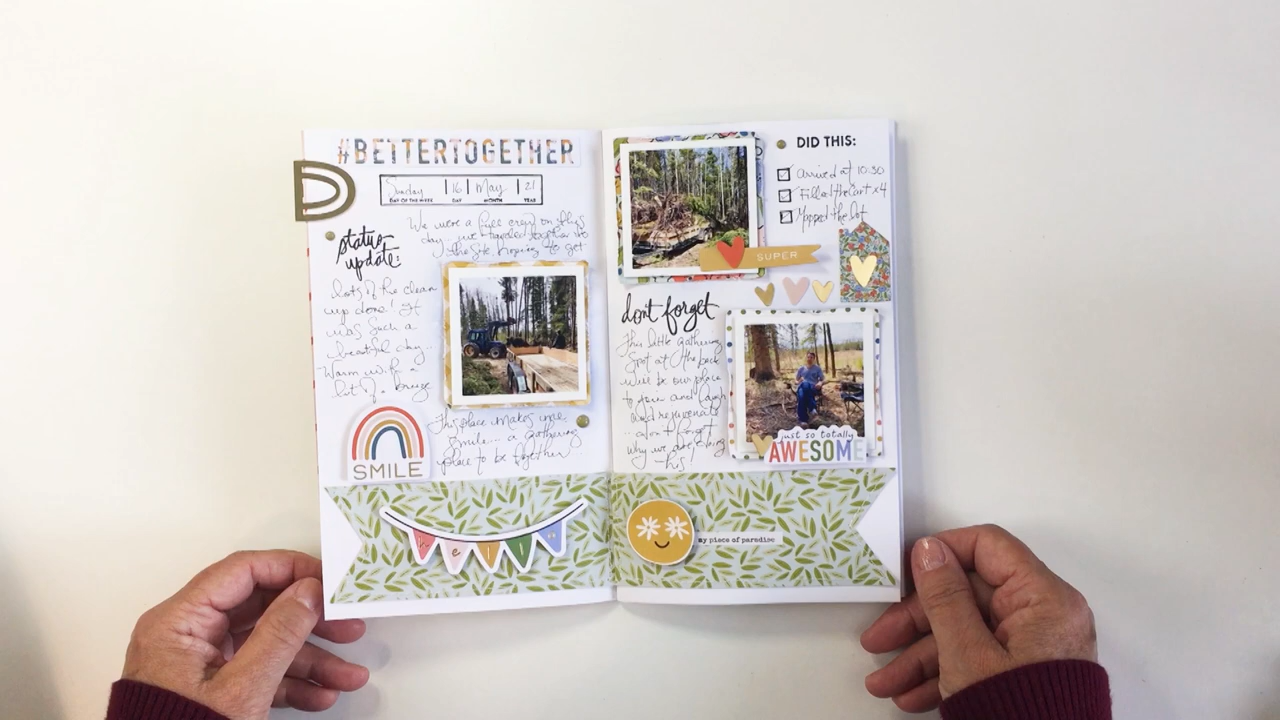 #BETTERTOGETHER
Sunday 16 May 21
DAY OF THE WEEK DAY MONTH YEAR
We were a full crew on this
day we together
the site, hoping to get
status
update:
lots of the clean
up done! It
was such a
beautiful day...
Warm with a
lot of a breeze
SMILE
This place makes me
smile... a gathering
place to be together...
hello
DID THIS:
Arrived at 10:30
Filled the cart x4
Mapped the lot
SUPER
don't forget
This little gathering
spot at the back
will be our place
to grow and laugh
and rejuvenate
... don't forget
why we are doing
this!
just so totally
AWESOME
my piece of paradise